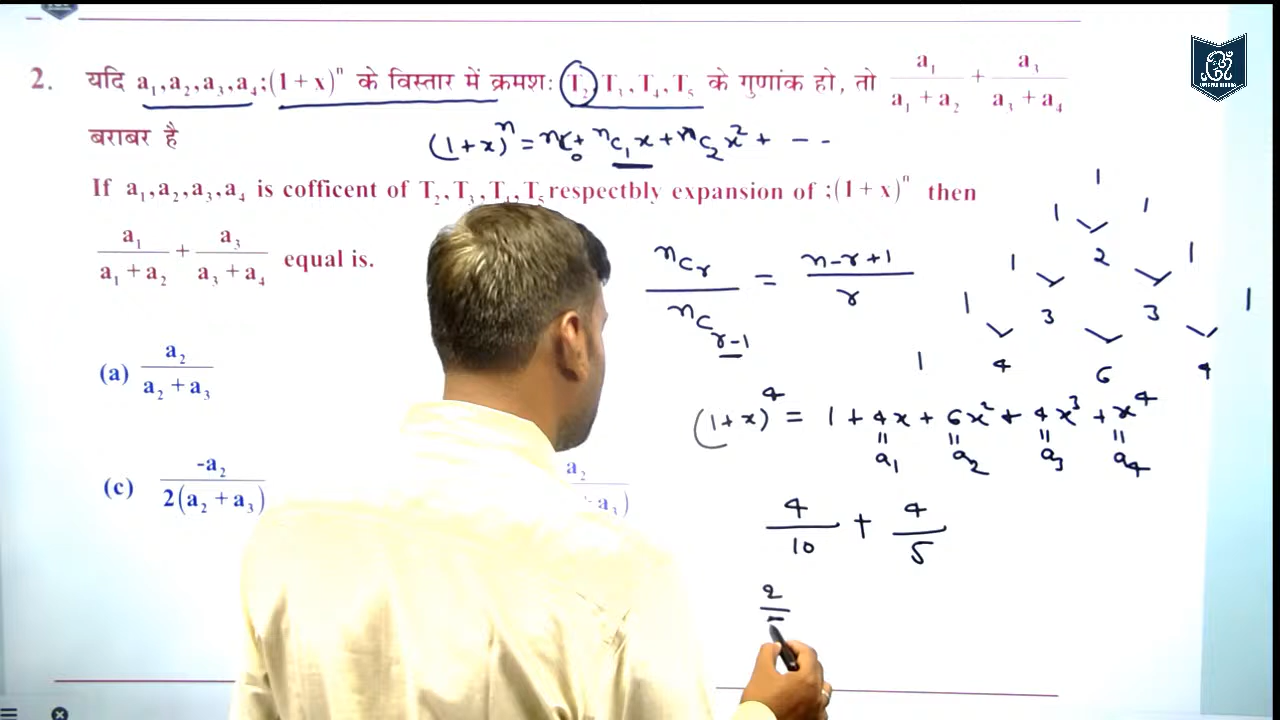 2. यदि a₁,a₂,a₃,a₄;(1+x)ⁿ के विस्तार में क्रमशः T₂, T₃, T₄, T₅ के गुणांक हो, तो a₁/(a₁+a₂) + a₃/(a₃+a₄)
बराबर है
(1+x)ⁿ = ⁿC₀ + ⁿC₁x + ⁿC₂x² + - - -
If a₁,a₂,a₃,a₄ is cofficent of T₂,T₃,T₄,T₅ respectbly expansion of ;(1+x)ⁿ then
a₁/(a₁+a₂) + a₃/(a₃+a₄) equal is.
ⁿCᵣ/ⁿCᵣ₋₁ = (n-r+1)/r
1
1 1
1 2 1
1 3 3 1
1 4 6 4
(a) a₂/(a₂+a₃)
(1+x)⁴ = 1 + 4x + 6x² + 4x³ + x⁴
= = = =
a₁ a₂ a₃ a₄
(c) -a₂/2(a₂+a₃)
a₂ a₃)
4/10 + 4/5
2